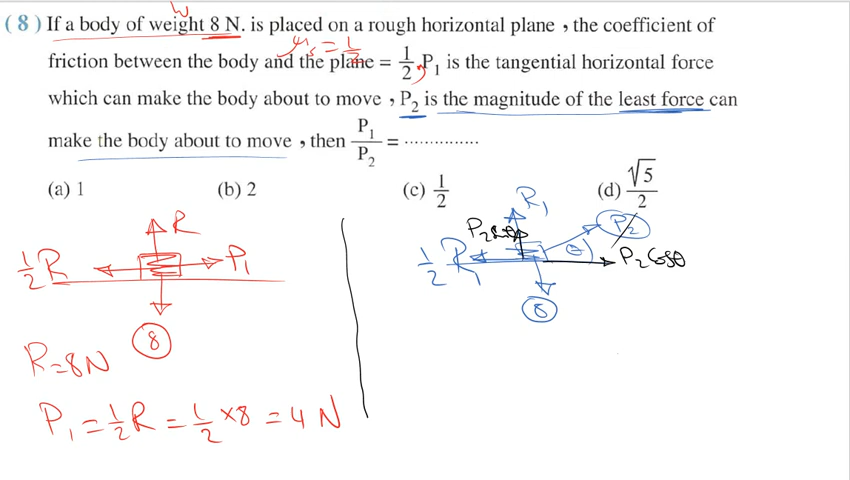 (8) If a body of weight 8 N. is placed on a rough horizontal plane , the coefficient of
W
μs = 1/2
friction between the body and the plane = 1/2 , P₁ is the tangential horizontal force
which can make the body about to move , P₂ is the magnitude of the least force can
make the body about to move , then P₁/P₂ = ..............
(a) 1 (b) 2 (c) 1/2 (d) √5/2
R
1/2 R P₁
8
R = 8 N
P₁ = 1/2 R = 1/2 × 8 = 4 N
R₁
P₂ sinθ P₂
1/2 R₁ θ P₂ cosθ
8